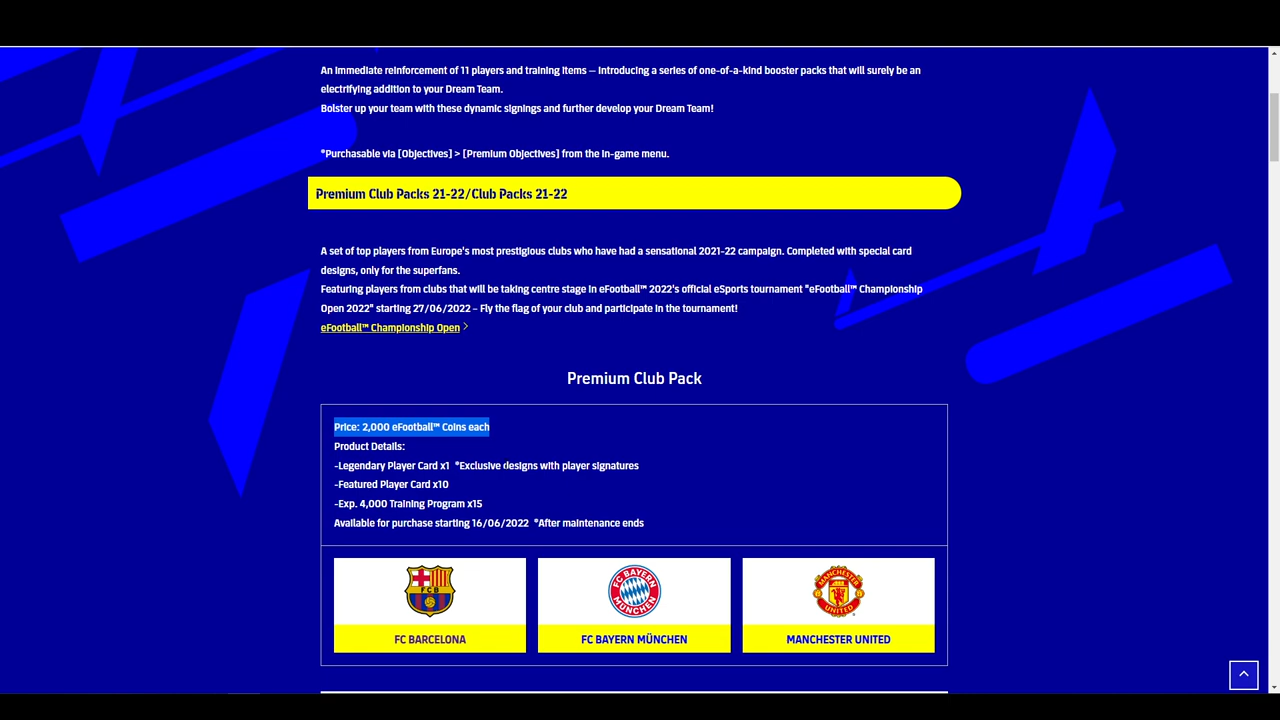 An immediate reinforcement of 11 players and training items — Introducing a series of one-of-a-kind booster packs that will surely be an
electrifying addition to your Dream Team.
Bolster up your team with these dynamic signings and further develop your Dream Team!
*Purchasable via [Objectives] > [Premium Objectives] from the in-game menu.
Premium Club Packs 21-22/Club Packs 21-22
A set of top players from Europe's most prestigious clubs who have had a sensational 2021-22 campaign. Completed with special card
designs, only for the superfans.
Featuring players from clubs that will be taking centre stage in eFootball™ 2022's official eSports tournament "eFootball™ Championship
Open 2022" starting 27/06/2022 – Fly the flag of your club and participate in the tournament!
eFootball™ Championship Open
Premium Club Pack
Price: 2,000 eFootball™ Coins each
Product Details:
-Legendary Player Card x1 *Exclusive designs with player signatures
-Featured Player Card x10
-Exp. 4,000 Training Program x15
Available for purchase starting 16/06/2022 *After maintenance ends
FCB
FC BAYERN MÜNCHEN
MANCHESTER UNITED
FC BARCELONA
FC BAYERN MÜNCHEN
MANCHESTER UNITED